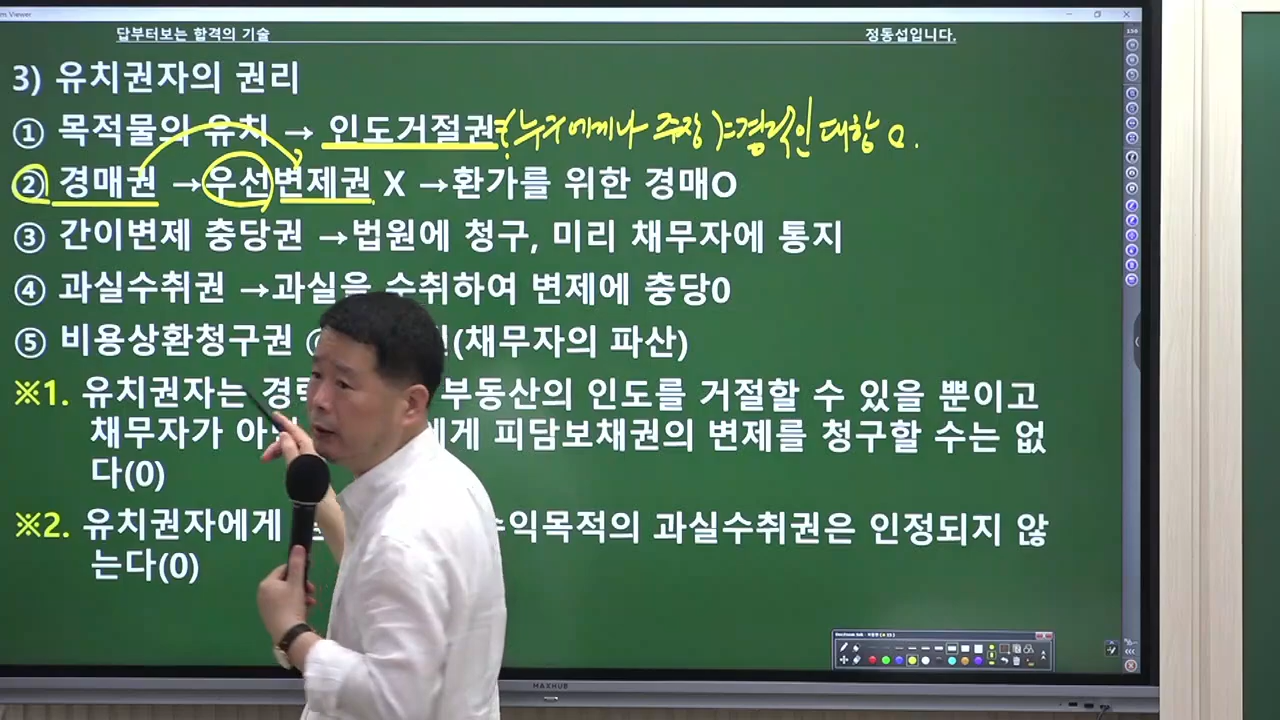 답부터보는 합격의 기술
정동섭입니다.
3) 유치권자의 권리
① 목적물의 유치 → 인도거절권 (누구에게나 주장)=경락인 대항 O.
② 경매권 →우선변제권 X →환가를 위한 경매O
③ 간이변제 충당권 →법원에 청구, 미리 채무자에 통지
④ 과실수취권 →과실을 수취하여 변제에 충당0
⑤ 비용상환청구권 (채무자의 파산)
※1. 유치권자는 부동산의 인도를 거절할 수 있을 뿐이고
채무자가 피담보채권의 변제를 청구할 수는 없
다(0)
※2. 유치권자에게 과실수취권은 인정되지 않
는다(0)
MAXHUB